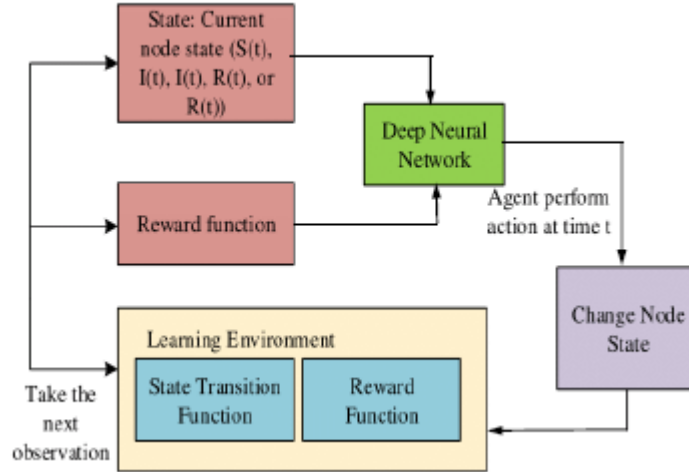 State: Current
node state (S(t),
I(t), I(t), R(t), or
R(t))
Deep Neural
Network
Reward function
Agent perform
action at time t
Change Node
State
Learning Environment
State Transition
Function
Reward
Function
Take the
next
observation